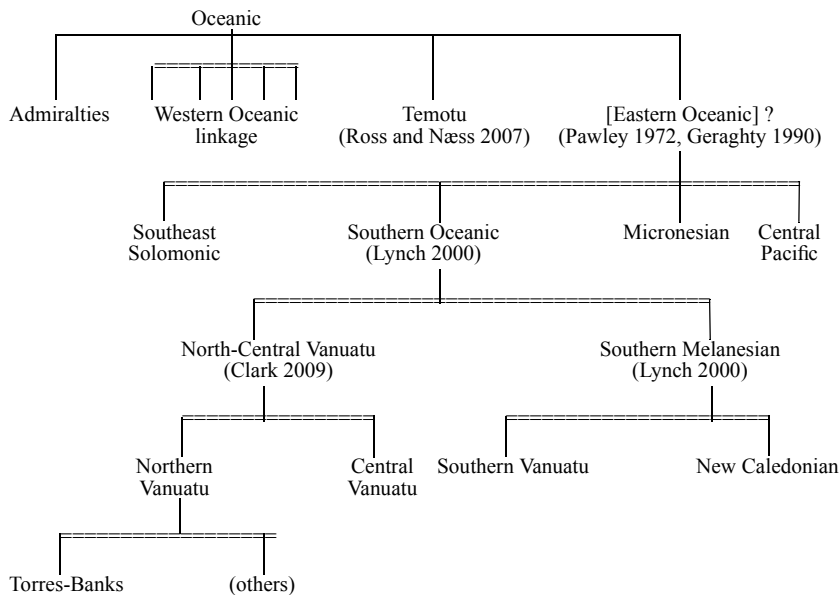 Oceanic
Admiralties
Western Oceanic
linkage
Temotu
(Ross and Næss 2007)
[Eastern Oceanic] ?
(Pawley 1972, Geraghty 1990)
Southeast
Solomonic
Southern Oceanic
(Lynch 2000)
Micronesian
Central
Pacific
North-Central Vanuatu
(Clark 2009)
Southern Melanesian
(Lynch 2000)
Northern
Vanuatu
Central
Vanuatu
Southern Vanuatu
New Caledonian
Torres-Banks
(others)